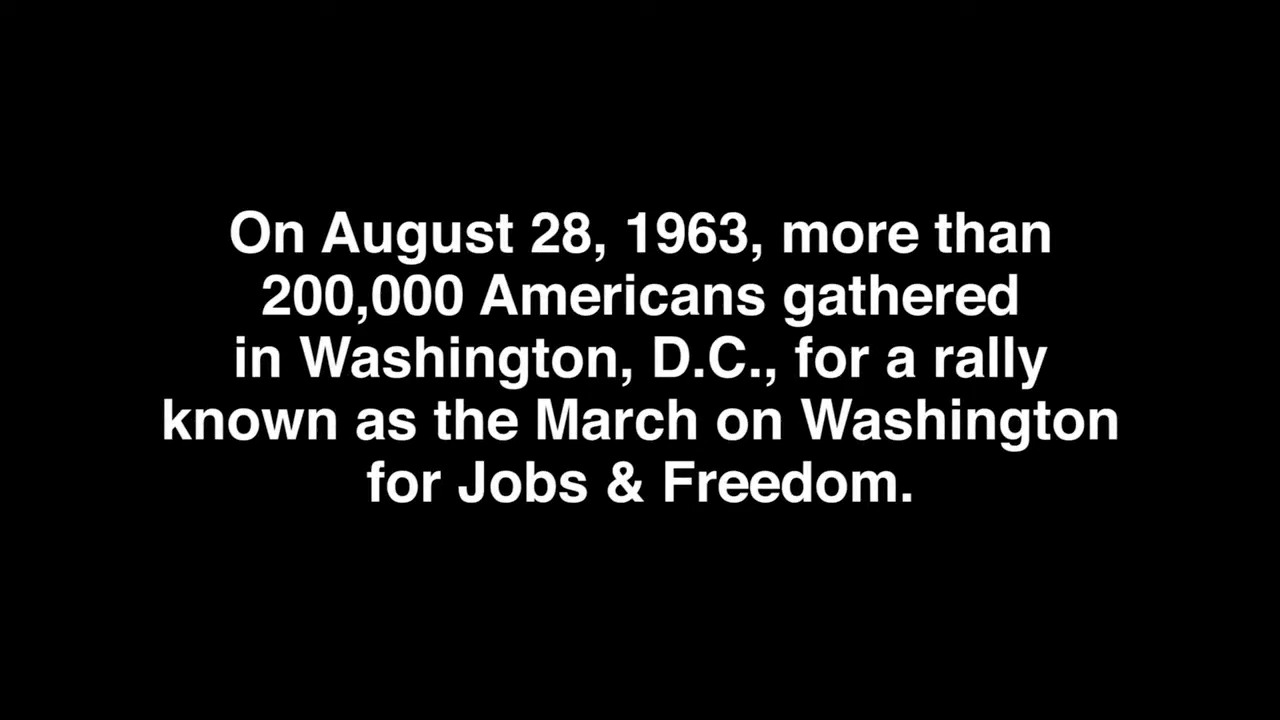 On August 28, 1963, more than
200,000 Americans gathered
in Washington, D.C., for a rally
known as the March on Washington
for Jobs & Freedom.